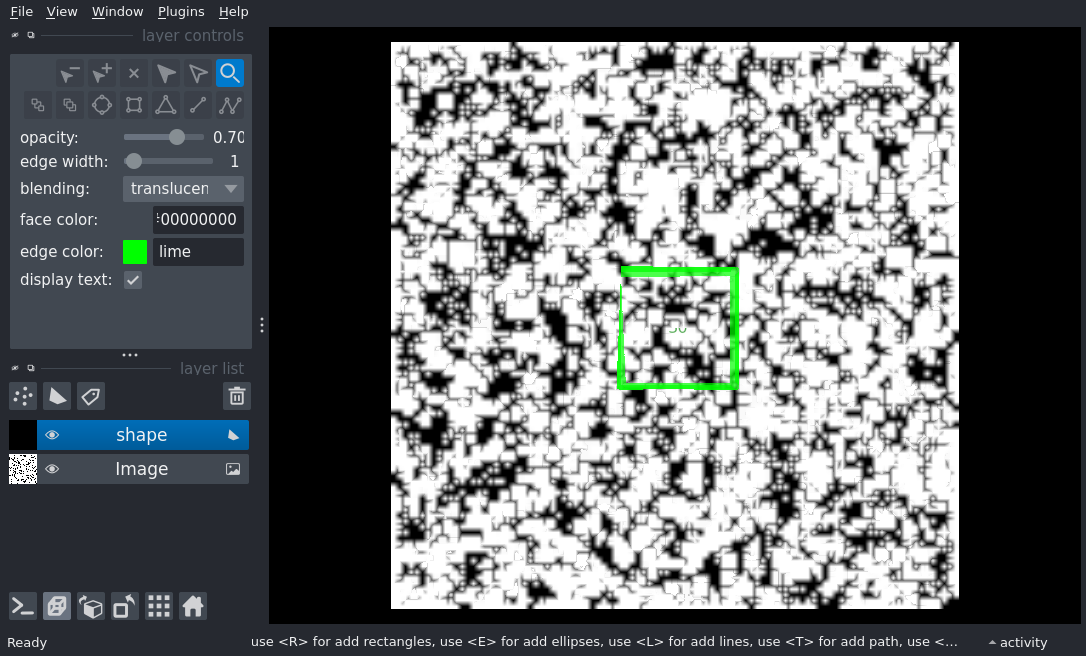 File View Window Plugins Help
layer controls
opacity: 0.70
edge width: 1
blending: translucen
face color: 00000000
edge color: lime
display text:
layer list
shape
Image
Ready
use <R> for add rectangles, use <E> for add ellipses, use <L> for add lines, use <T> for add path, use <...
activity